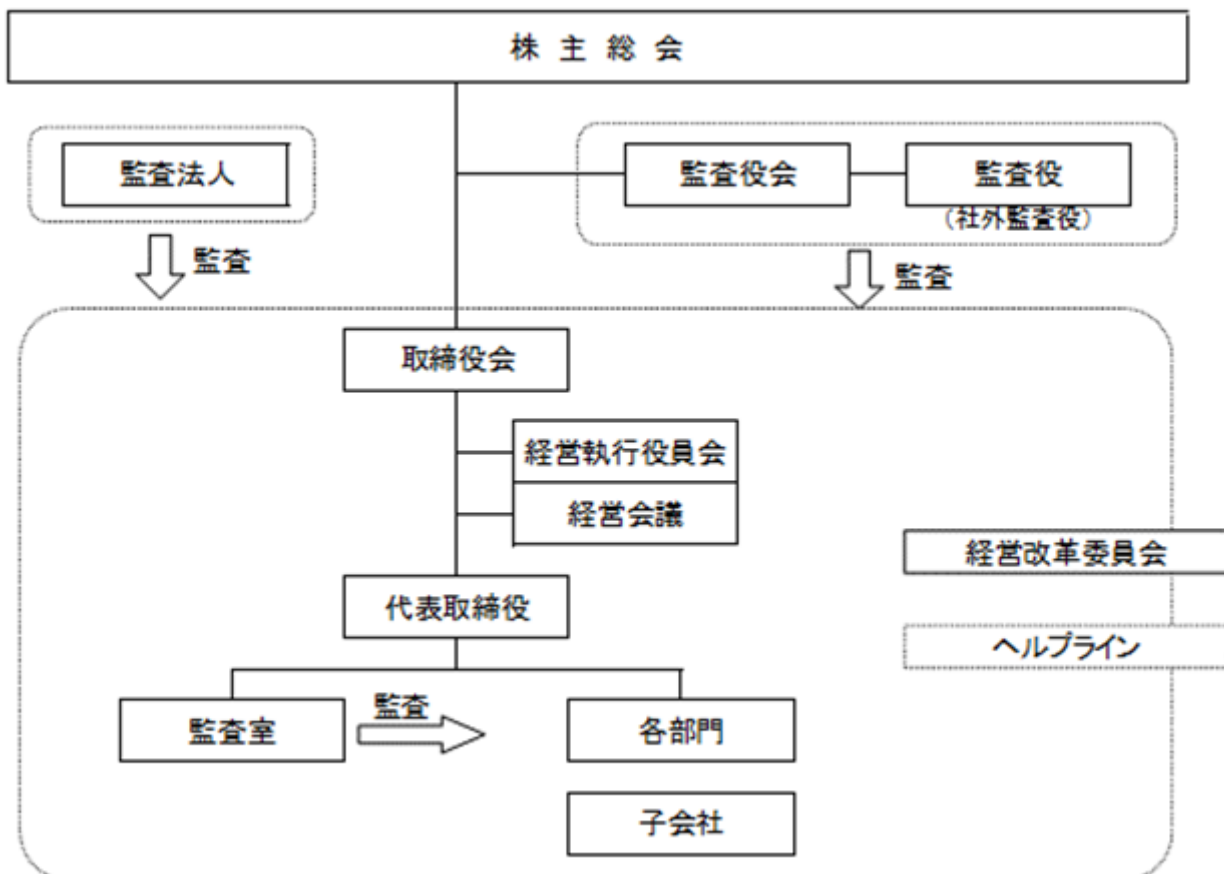 株主総会
監査法人
監査役会
監査役
（社外監査役）
監査
監査
取締役会
経営執行役員会
経営会議
経営改革委員会
代表取締役
ヘルプライン
監査室
監査
各部門
子会社